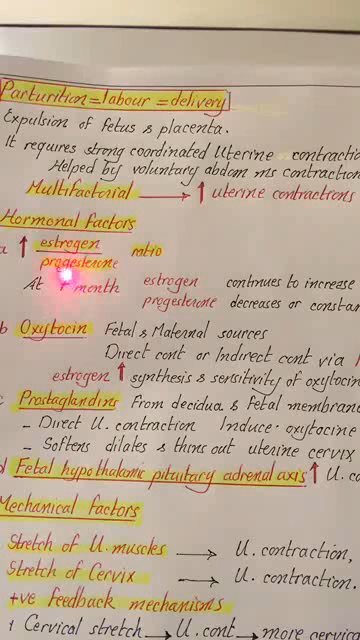 Parturition = labour = delivery
Expulsion of fetus & placenta.
It requires strong coordinated Uterine contractio
Helped by voluntary abdom ms contraction
Multifactorial → ↑ uterine contractions
Hormonal Factors
a ↑ estrogen ratio
progesterone
At month estrogen continues to increase
progesterone decreases or constan
b Oxytocin Fetal & Maternal sources
Direct cont or Indirect cont via
estrogen ↑ synthesis & sensitivity of oxytocin
Prostaglandins From decidua & fetal membrane
- Direct U. contraction Induce oxytocine
- Softens dilates & thins out uterine cervix
d Fetal hypothalamic pituitary adrenal axis ↑ U. co
Mechanical factors
Stretch of U. muscles → U. contraction,
Stretch of Cervix → U. contraction.
+ve feedback mechanisms
Cervical stretch → U. cont → more cervic